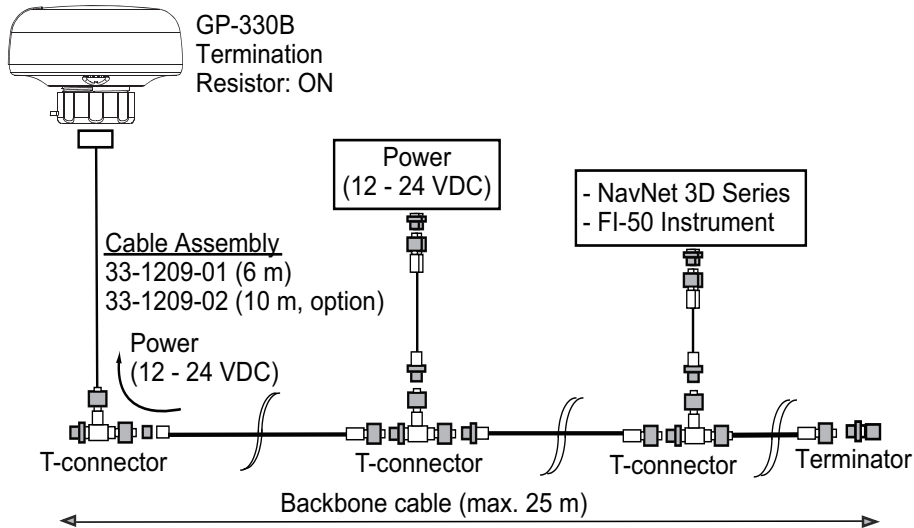 GP-330B
Termination
Resistor: ON
Power
(12 - 24 VDC)
- NavNet 3D Series
- FI-50 Instrument
Cable Assembly
33-1209-01 (6 m)
33-1209-02 (10 m, option)
Power
(12 - 24 VDC)
T-connector
T-connector
T-connector
Terminator
Backbone cable (max. 25 m)